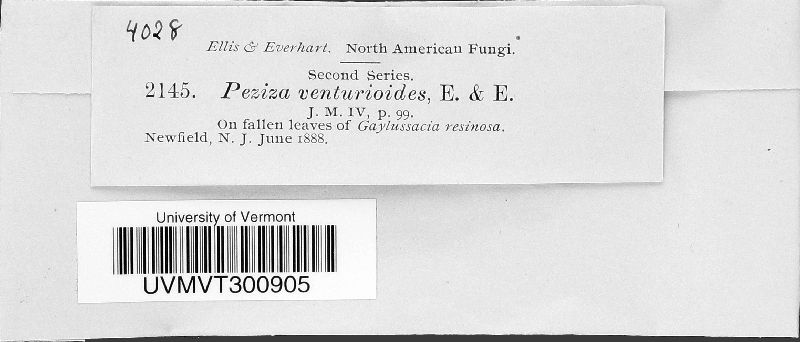 4028
Ellis & Everhart. North American Fungi.
Second Series.
2145. Peziza venturioides, E. & E.
J. M. IV, p. 99.
On fallen leaves of Gaylussacia resinosa.
Newfield, N. J. June 1888.
University of Vermont
UVMVT300905